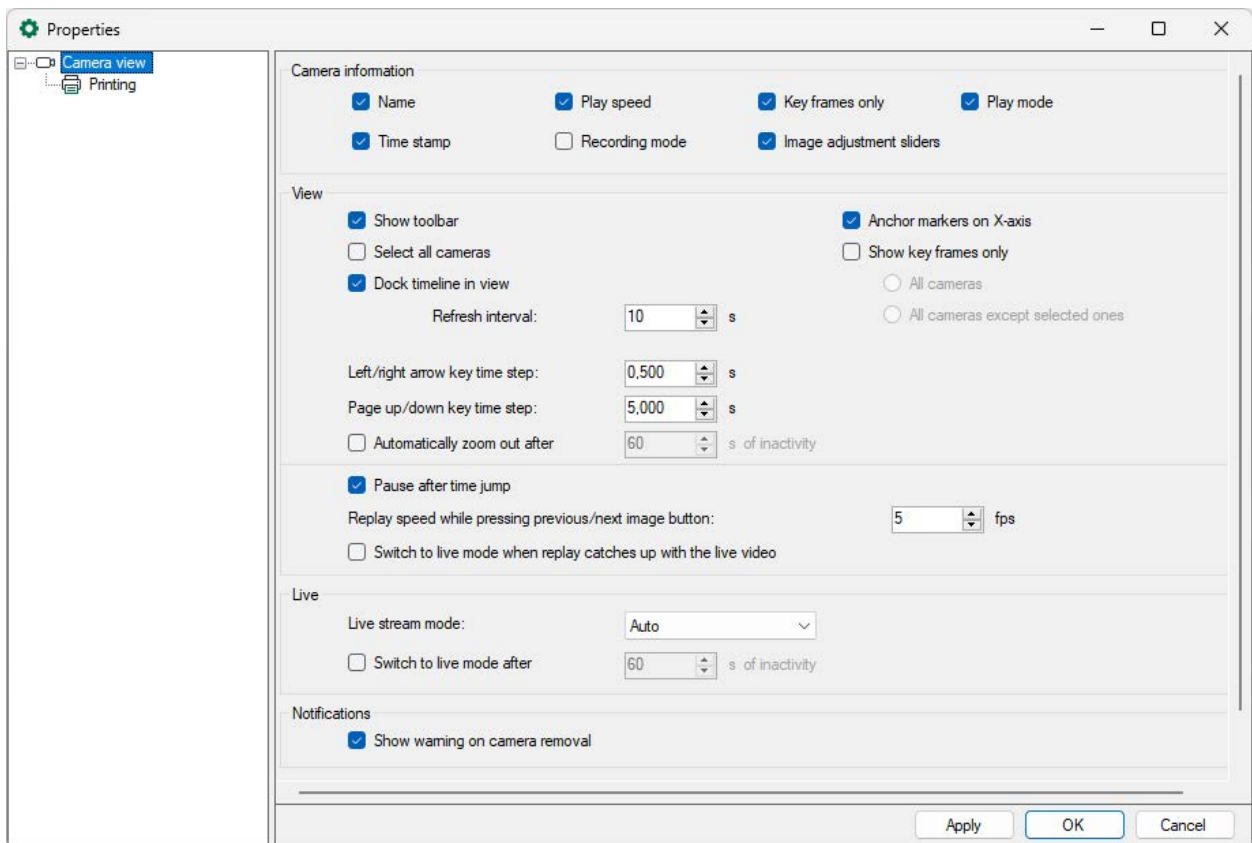 Properties
Camera view
Printing
Camera information
Name Play speed Key frames only Play mode
Time stamp Recording mode Image adjustment sliders
View
Show toolbar Anchor markers on X-axis
Select all cameras Show key frames only
Dock timeline in view All cameras
Refresh interval: 10 s All cameras except selected ones
Left/right arrow key time step: 0,500 s
Page up/down key time step: 5,000 s
Automatically zoom out after 60 s of inactivity
Pause after time jump
Replay speed while pressing previous/next image button: 5 fps
Switch to live mode when replay catches up with the live video
Live
Live stream mode: Auto
Switch to live mode after 60 s of inactivity
Notifications
Show warning on camera removal
Apply OK Cancel